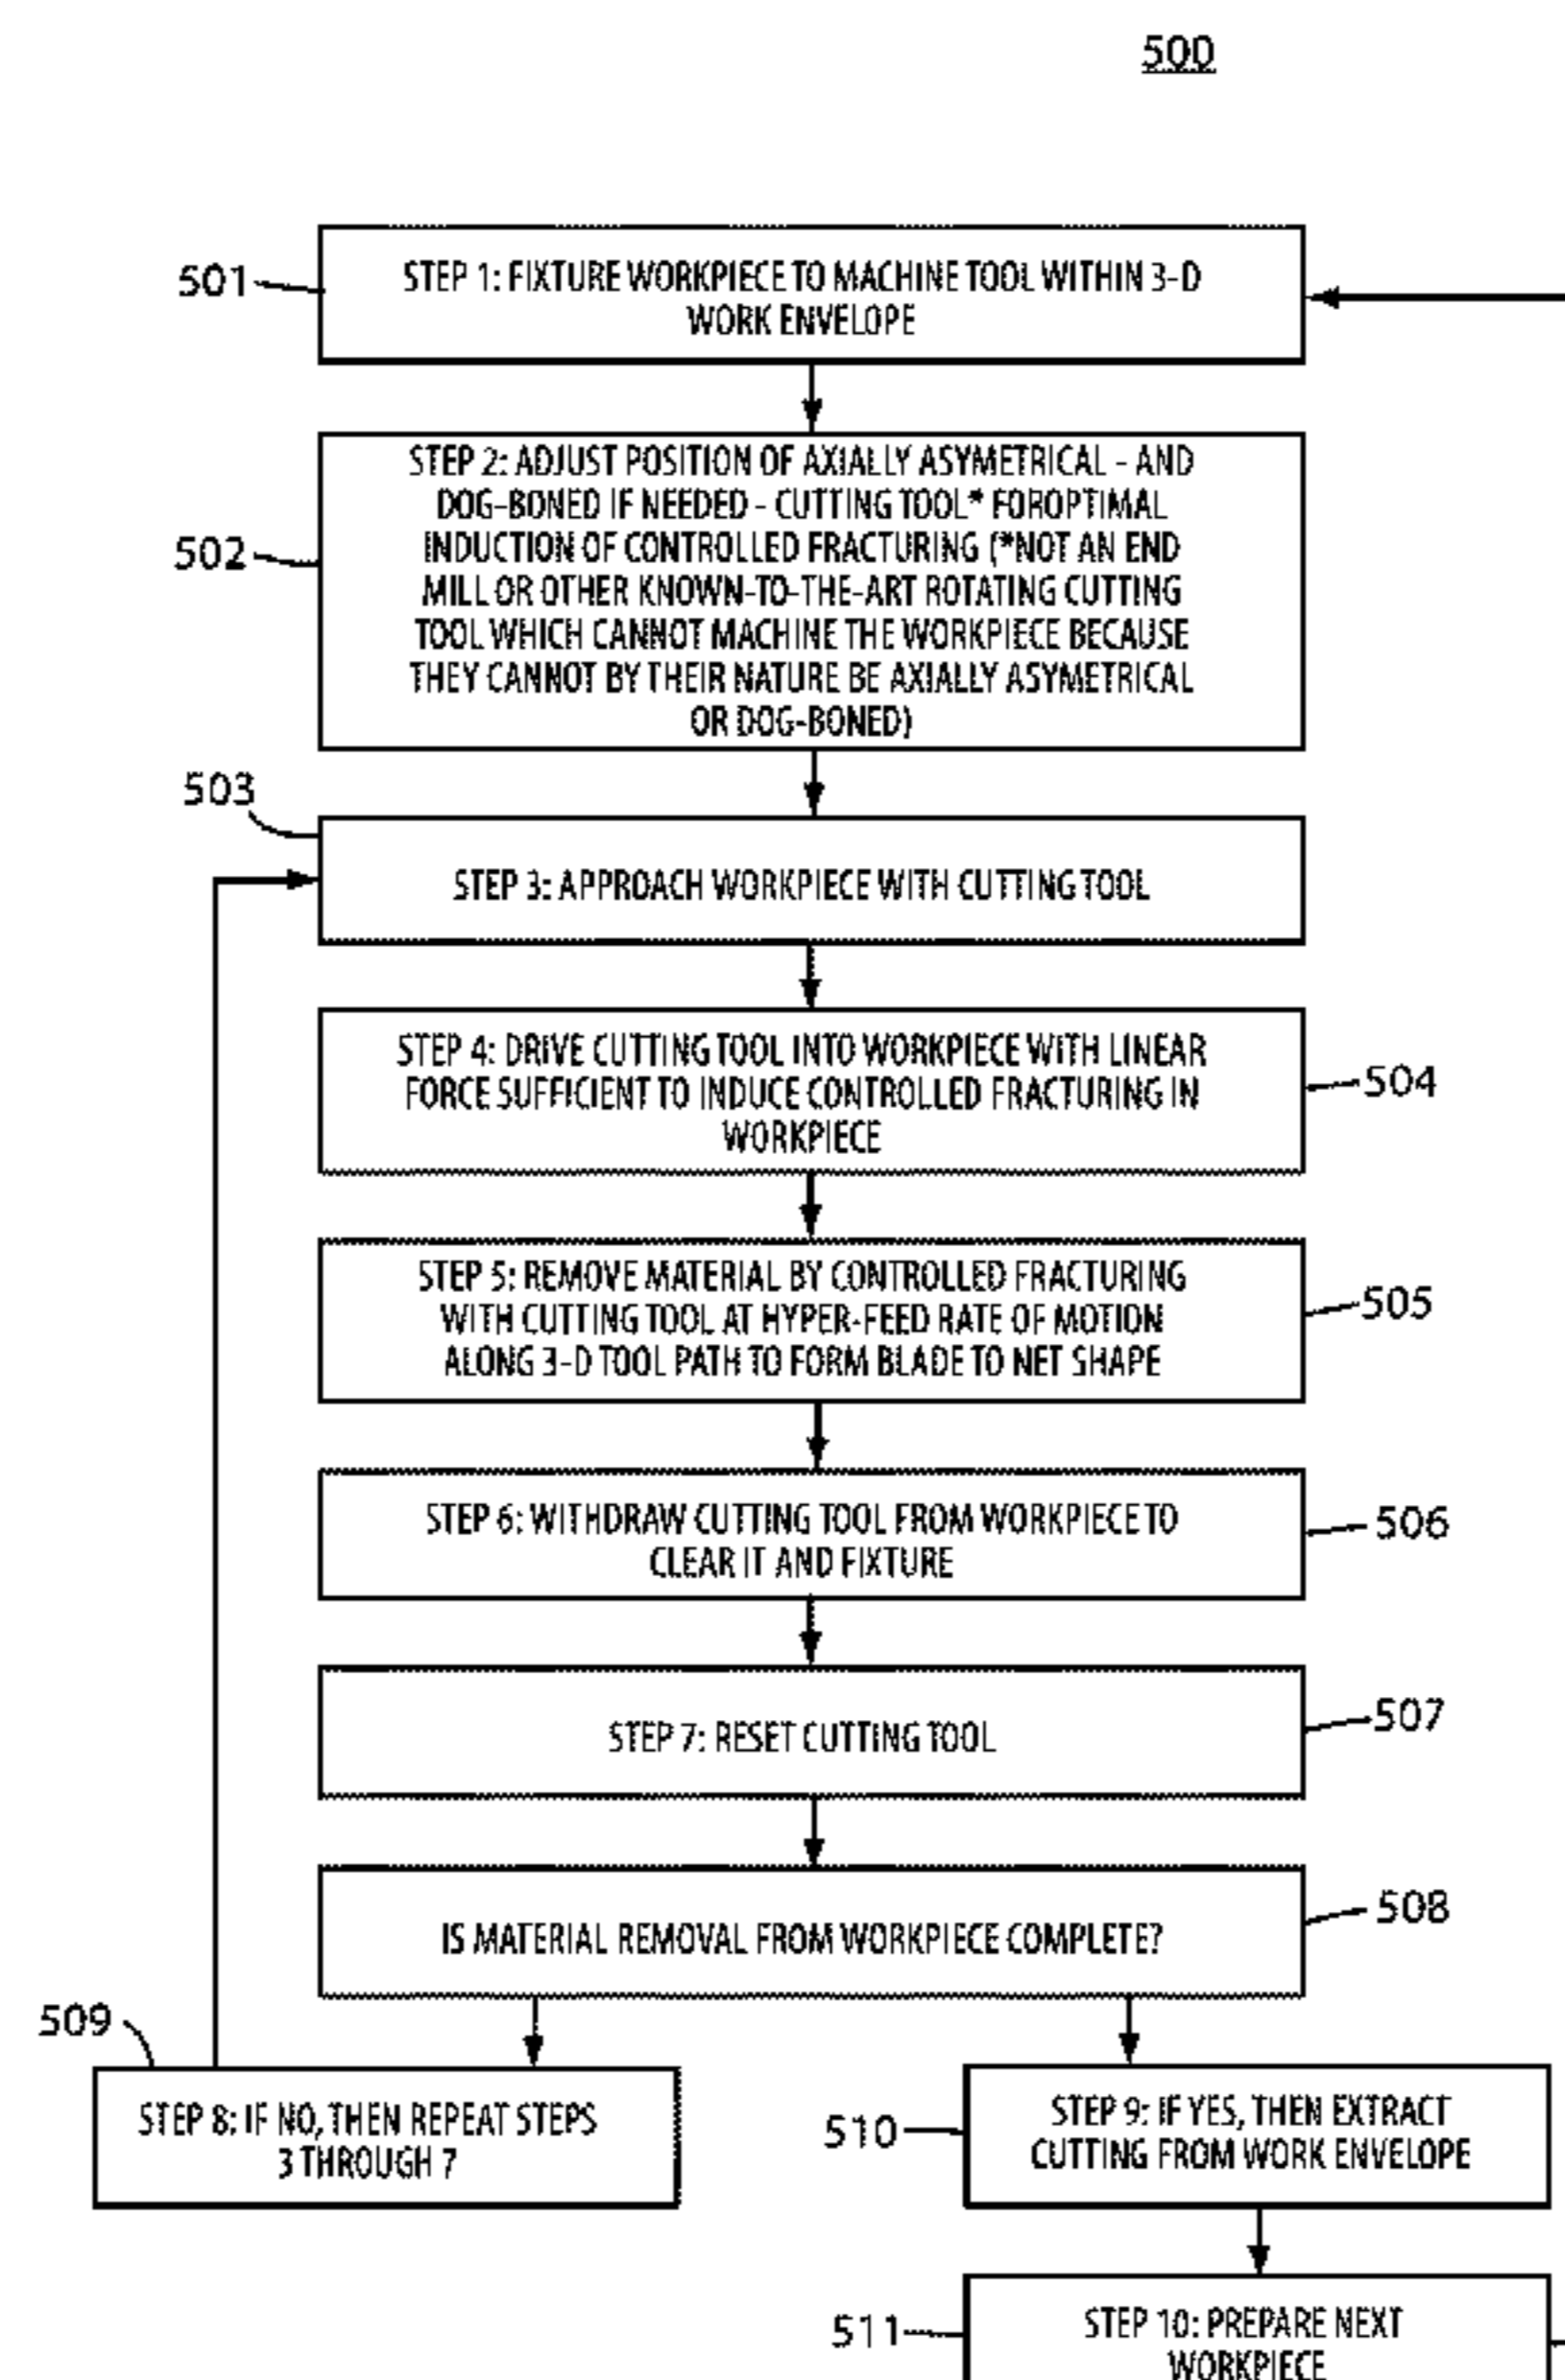 500
501
STEP 1: FIXTURE WORKPIECE TO MACHINE TOOL WITHIN 3-D
WORK ENVELOPE
502
STEP 2: ADJUST POSITION OF AXIALLY ASYMETRICAL - AND
DOG-BONED IF NEEDED - CUTTING TOOL* FOROPTIMAL
INDUCTION OF CONTROLLED FRACTURING (*NOT AN END
MILL OR OTHER KNOWN-TO-THE-ART ROTATING CUTTING
TOOL WHICH CANNOT MACHINE THE WORKPIECE BECAUSE
THEY CANNOT BY THEIR NATURE BE AXIALLY ASYMETRICAL
OR DOG-BONED)
503
STEP 3: APPROACH WORKPIECE WITH CUTTING TOOL
STEP 4: DRIVE CUTTING TOOL INTO WORKPIECE WITH LINEAR
FORCE SUFFICIENT TO INDUCE CONTROLLED FRACTURING IN
WORKPIECE
504
STEP 5: REMOVE MATERIAL BY CONTROLLED FRACTURING
WITH CUTTING TOOL AT HYPER-FEED RATE OF MOTION
ALONG 3-D TOOL PATH TO FORM BLADE TO NET SHAPE
505
STEP 6: WITHDRAW CUTTING TOOL FROM WORKPIECE TO
CLEAR IT AND FIXTURE
506
STEP 7: RESET CUTTING TOOL
507
IS MATERIAL REMOVAL FROM WORKPIECE COMPLETE?
508
509
STEP 8: IF NO, THEN REPEAT STEPS
3 THROUGH 7
510
STEP 9: IF YES, THEN EXTRACT
CUTTING FROM WORK ENVELOPE
511
STEP 10: PREPARE NEXT
WORKPIECE